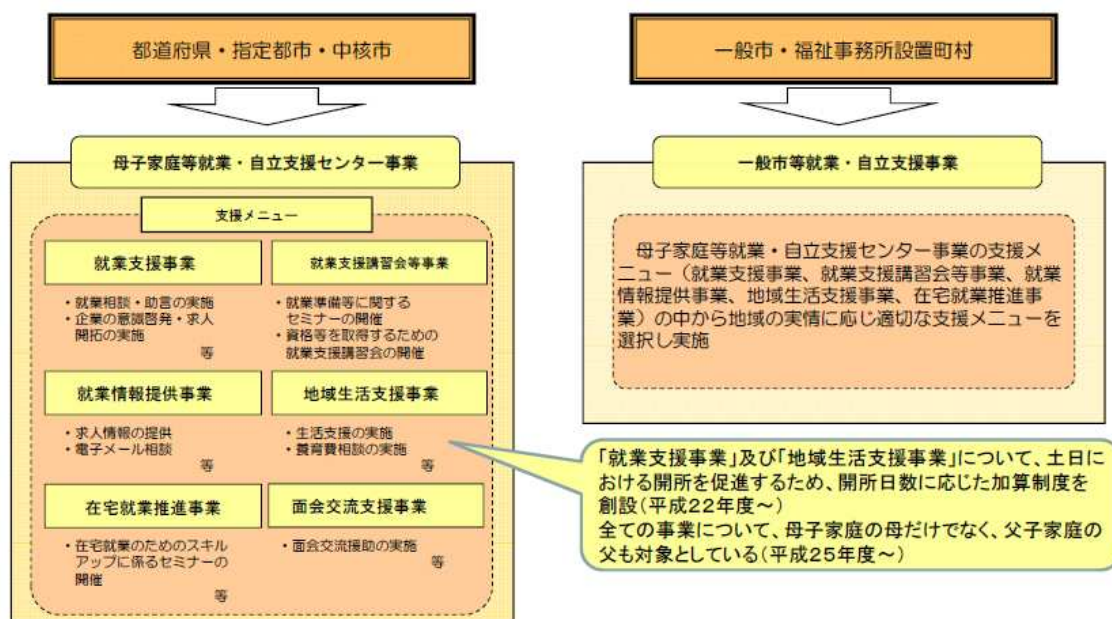 都道府県・指定都市・中核市
母子家庭等就業・自立支援センター事業
支援メニュー
就業支援事業
・就業相談・助言の実施
・企業の意識啓発・求人
開拓の実施
等
就業支援講習会等事業
・就業準備等に関する
セミナーの開催
・資格等を取得するための
就業支援講習会の開催
等
就業情報提供事業
・求人情報の提供
・電子メール相談
等
地域生活支援事業
・生活支援の実施
・養育費相談の実施
等
在宅就業推進事業
・在宅就業のためのスキル
アップに係るセミナーの
開催
等
面会交流支援事業
・面会交流援助の実施
等
一般市・福祉事務所設置町村
一般市等就業・自立支援事業
母子家庭等就業・自立支援センター事業の支援メ
ニュー（就業支援事業、就業支援講習会等事業、就業
情報提供事業、地域生活支援事業、在宅就業推進事
業）の中から地域の実情に応じ適切な支援メニューを
選択し実施
「就業支援事業」及び「地域生活支援事業」について、土日
における開所を促進するため、開所日数に応じた加算制度を
創設（平成22年度～）
全ての事業について、母子家庭の母だけでなく、父子家庭の
父も対象としている（平成25年度～）